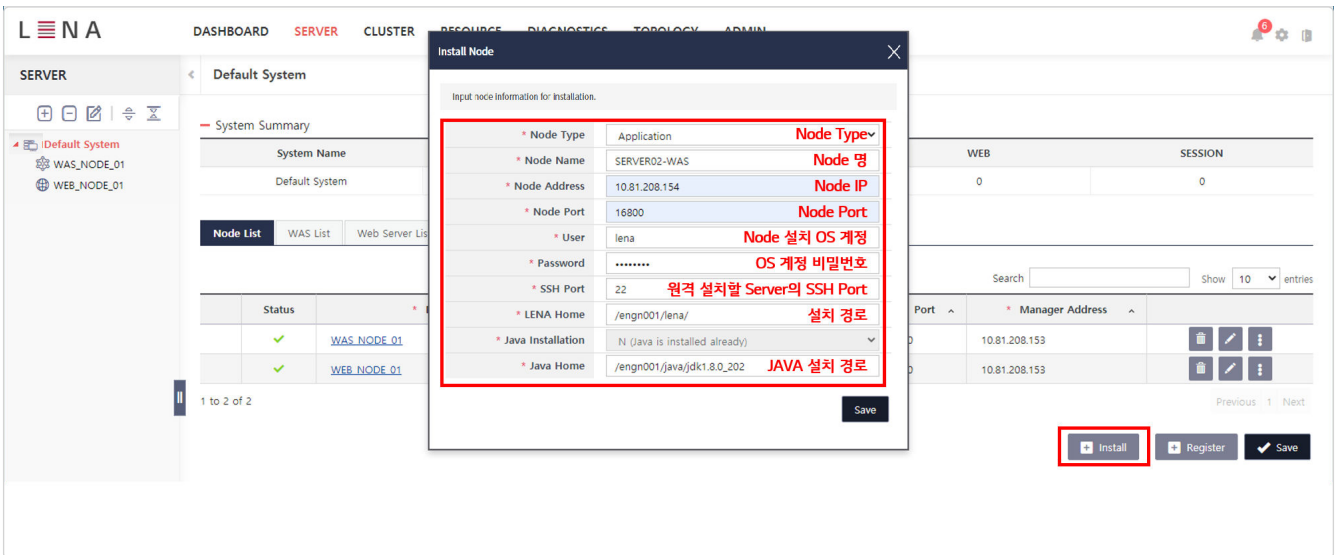 LENA
DASHBOARD SERVER CLUSTER RESOURCE DIAGNOSTICS TOPOLOGY ADMIN
6
SERVER
Default System
Default System
WAS_NODE_01
WEB_NODE_01
System Summary
System Name WEB SESSION
Default System 0 0
Node List WAS List Web Server Lis
Search Show 10 entries
Status Port * Manager Address
WAS_NODE_01 10.81.208.153
WEB_NODE_01 10.81.208.153
1 to 2 of 2 Previous 1 Next
Install Register Save
Install Node
Input node information for installation.
* Node Type Application Node Type
* Node Name SERVER02-WAS Node 명
* Node Address 10.81.208.154 Node IP
* Node Port 16800 Node Port
* User lena Node 설치 OS 계정
* Password •••••••• OS 계정 비밀번호
* SSH Port 22 원격 설치할 Server의 SSH Port
* LENA Home /engn001/lena/ 설치 경로
* Java Installation N (Java is installed already)
* Java Home /engn001/java/jdk1.8.0_202 JAVA 설치 경로
Save